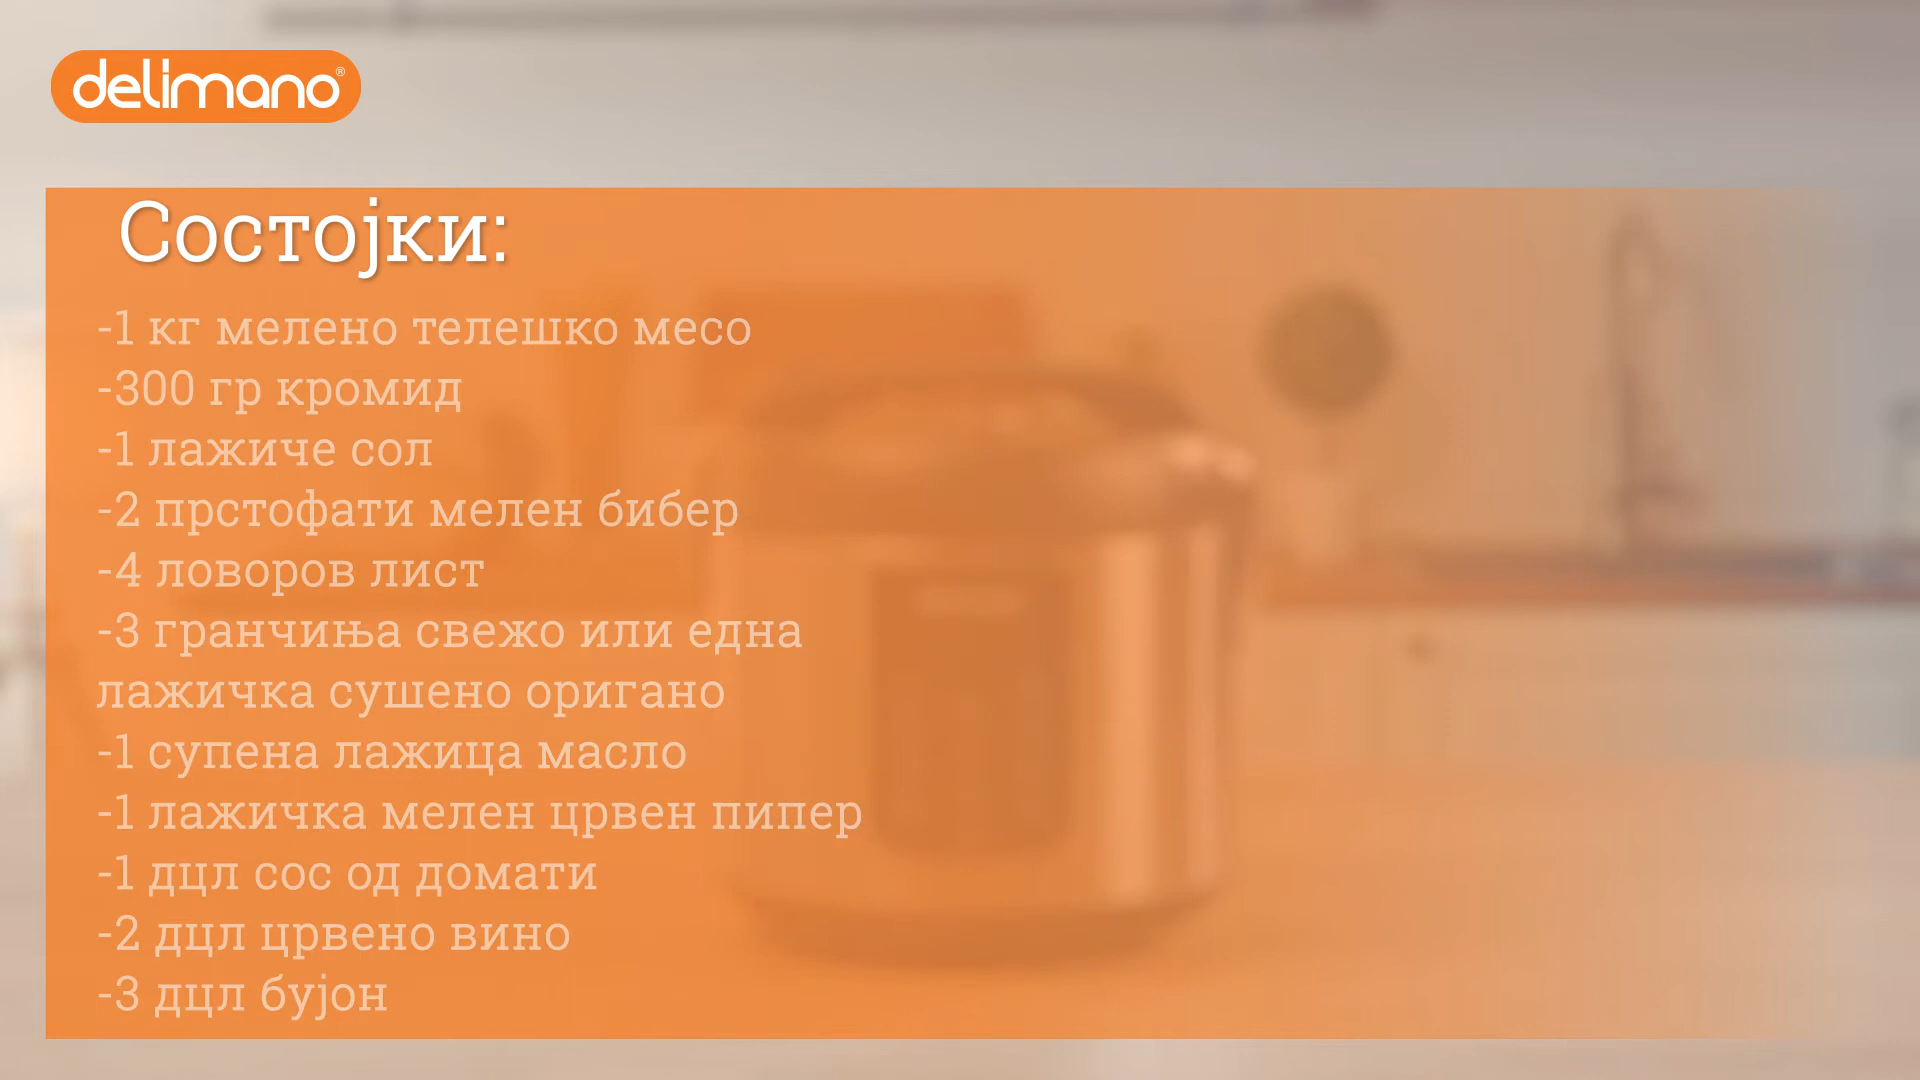 delimano®
Состојки:
-1 кг мелено телешко месо
-300 гр кромид
-1 лажиче сол
-2 прстофати мелен бибер
-4 ловоров лист
-3 гранчиња свежо или една
лажичка сушено оригано
-1 супена лажица масло
-1 лажичка мелен црвен пипер
-1 дцл сос од домати
-2 дцл црвено вино
-3 дцл бујон